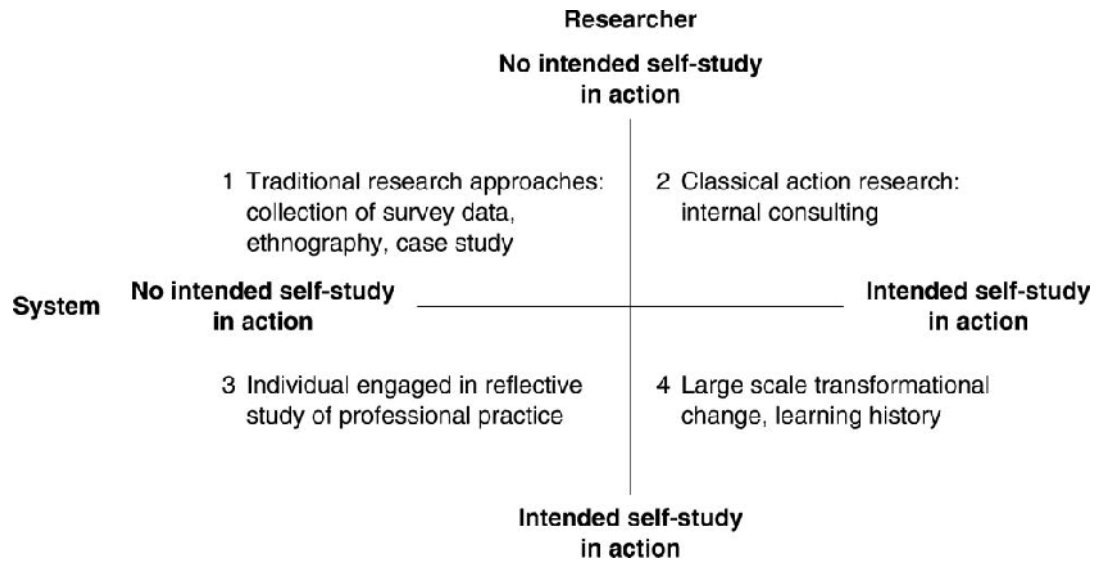 Researcher
No intended self-study
in action
1 Traditional research approaches:
collection of survey data,
ethnography, case study
2 Classical action research:
internal consulting
System
No intended self-study
in action
Intended self-study
in action
3 Individual engaged in reflective
study of professional practice
4 Large scale transformational
change, learning history
Intended self-study
in action